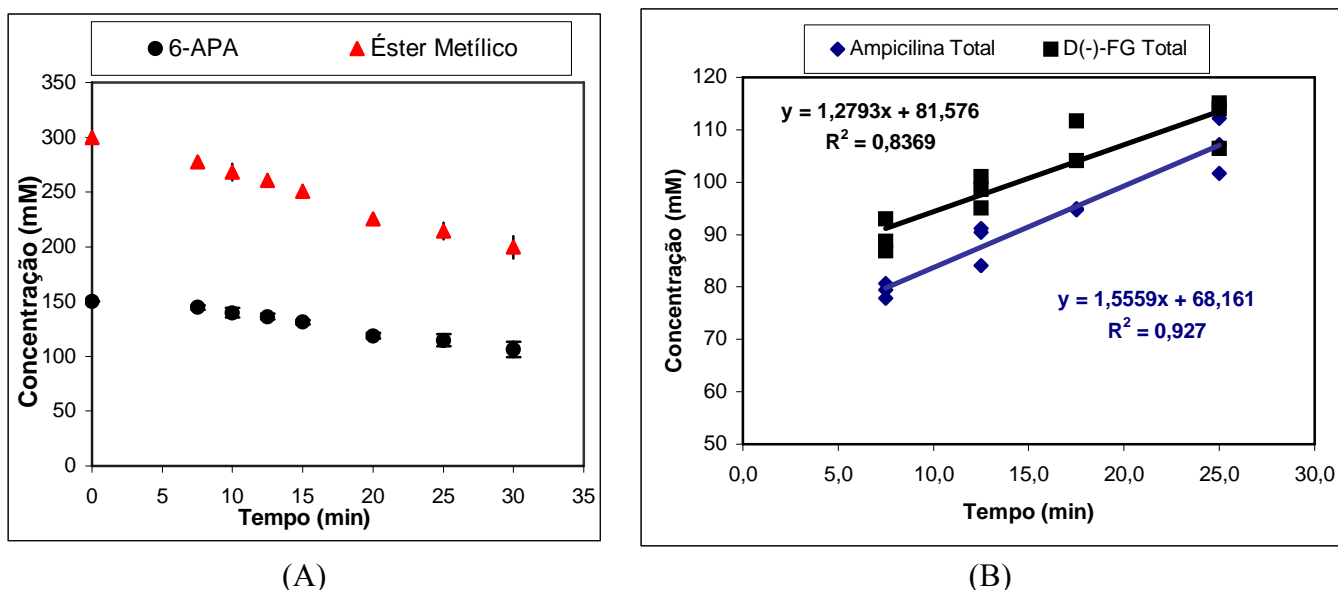 6-APA Éster Metílico
Concentração (mM)
350
300
250
200
150
100
50
0
0 5 10 15 20 25 30 35
Tempo (min)
(A)
Ampicilina Total D(-)-FG Total
Concentração (mM)
120
110
100
90
80
70
60
50
y = 1,2793x + 81,576
R² = 0,8369
y = 1,5559x + 68,161
R² = 0,927
0,0 5,0 10,0 15,0 20,0 25,0 30,0
Tempo (min)
(B)